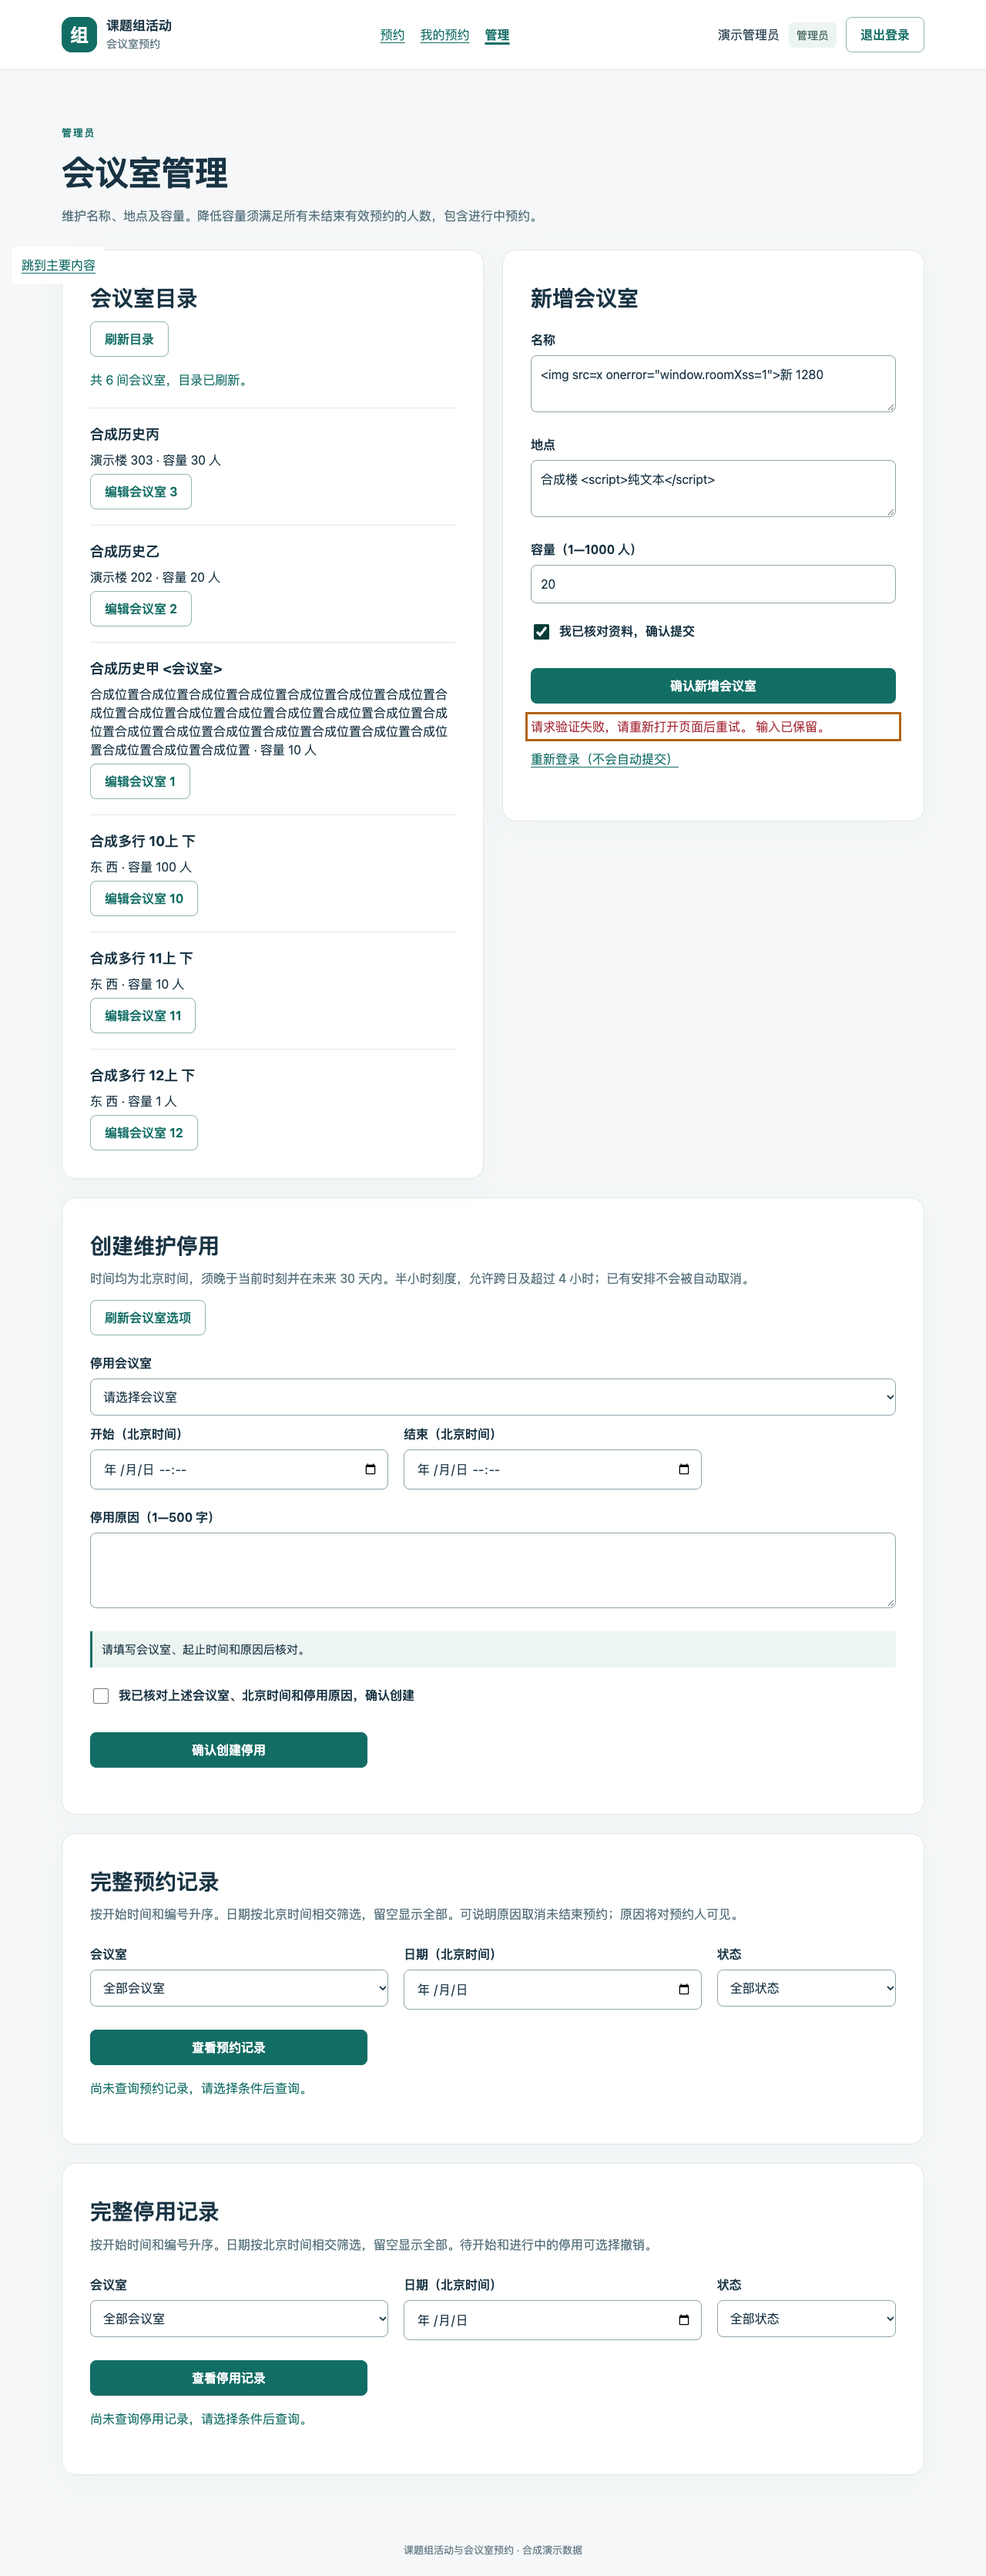 组
课题组活动
会议室预约
预约
我的预约
管理
演示管理员
管理员
退出登录
管理员
会议室管理
维护名称、地点及容量。降低容量须满足所有未结束有效预约的人数，包含进行中预约。
跳到主要内容
会议室目录
刷新目录
共 6 间会议室，目录已刷新。
合成历史丙
演示楼 303 · 容量 30 人
编辑会议室 3
合成历史乙
演示楼 202 · 容量 20 人
编辑会议室 2
合成历史甲 <会议室>
合成位置合成位置合成位置合成位置合成位置合成位置合成位置合
成位置合成位置合成位置合成位置合成位置合成位置合成位置合成
位置合成位置合成位置合成位置合成位置合成位置合成位置合成位
置合成位置合成位置合成位置 · 容量 10 人
编辑会议室 1
合成多行 10上 下
东 西 · 容量 100 人
编辑会议室 10
合成多行 11上 下
东 西 · 容量 10 人
编辑会议室 11
合成多行 12上 下
东 西 · 容量 1 人
编辑会议室 12
新增会议室
名称
<img src=x onerror="window.roomXss=1">新 1280
地点
合成楼 <script>纯文本</script>
容量（1—1000 人）
20
我已核对资料，确认提交
确认新增会议室
请求验证失败，请重新打开页面后重试。 输入已保留。
重新登录（不会自动提交）
创建维护停用
时间均为北京时间，须晚于当前时刻并在未来 30 天内。半小时刻度，允许跨日及超过 4 小时；已有安排不会被自动取消。
刷新会议室选项
停用会议室
请选择会议室
开始（北京时间）
结束（北京时间）
年 /月/日 --:--
年 /月/日 --:--
停用原因（1—500 字）
请填写会议室、起止时间和原因后核对。
我已核对上述会议室、北京时间和停用原因，确认创建
确认创建停用
完整预约记录
按开始时间和编号升序。日期按北京时间相交筛选，留空显示全部。可说明原因取消未结束预约；原因将对预约人可见。
会议室
日期（北京时间）
状态
全部会议室
年 /月/日
全部状态
查看预约记录
尚未查询预约记录，请选择条件后查询。
完整停用记录
按开始时间和编号升序。日期按北京时间相交筛选，留空显示全部。待开始和进行中的停用可选择撤销。
会议室
日期（北京时间）
状态
全部会议室
年 /月/日
全部状态
查看停用记录
尚未查询停用记录，请选择条件后查询。
课题组活动与会议室预约 · 合成演示数据